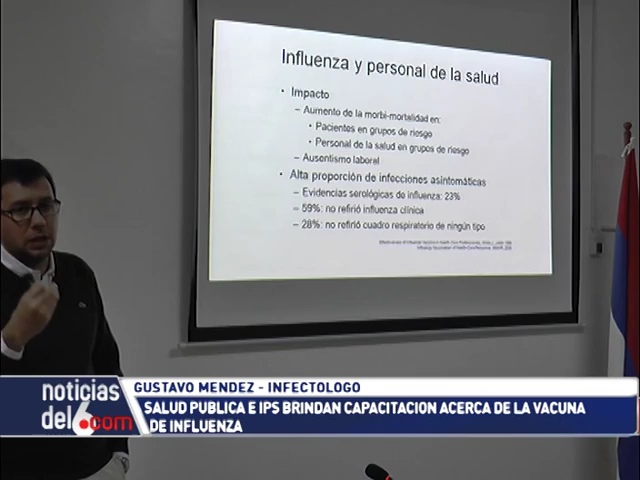 Influenza y personal de la salud
• Impacto
– Aumento de la morbi-mortalidad en:
• Pacientes en grupos de riesgo
• Personal de la salud en grupos de riesgo
– Ausentismo laboral
• Alta proporción de infecciones asintomáticas
– Evidencias serológicas de influenza: 23%
– 59%: no refirió influenza clínica
– 28%: no refirió cuadro respiratorio de ningún tipo
noticias
del6.com
GUSTAVO MENDEZ - INFECTOLOGO
SALUD PUBLICA E IPS BRINDAN CAPACITACION ACERCA DE LA VACUNA
DE INFLUENZA